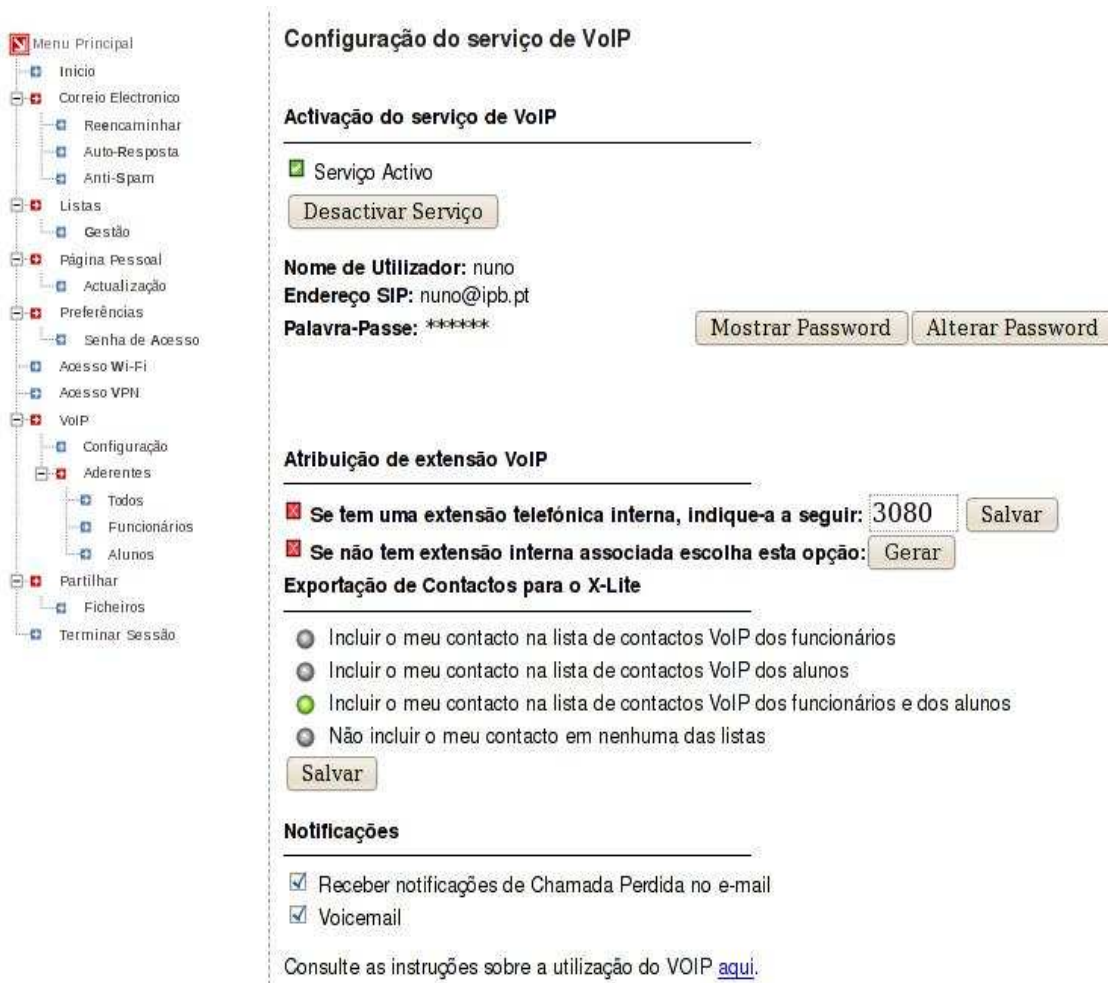 Menu Principal
Inicio
Correio Electronico
Reencaminhar
Auto-Resposta
Anti-Spam
Listas
Gestão
Página Pessoal
Actualização
Preferências
Senha de Acesso
Acesso Wi-Fi
Acesso VPN
VoIP
Configuração
Aderentes
Todos
Funcionários
Alunos
Partilhar
Ficheiros
Terminar Sessão
Configuração do serviço de VoIP
Activação do serviço de VoIP
Serviço Activo
Desactivar Serviço
Nome de Utilizador: nuno
Endereço SIP: nuno@ipb.pt
Palavra-Passe: ****** Mostrar Password Alterar Password
Atribuição de extensão VoIP
Se tem uma extensão telefónica interna, indique-a a seguir: 3080 Salvar
Se não tem extensão interna associada escolha esta opção: Gerar
Exportação de Contactos para o X-Lite
Incluir o meu contacto na lista de contactos VoIP dos funcionários
Incluir o meu contacto na lista de contactos VoIP dos alunos
Incluir o meu contacto na lista de contactos VoIP dos funcionários e dos alunos
Não incluir o meu contacto em nenhuma das listas
Salvar
Notificações
Receber notificações de Chamada Perdida no e-mail
Voicemail
Consulte as instruções sobre a utilização do VOIP aqui.